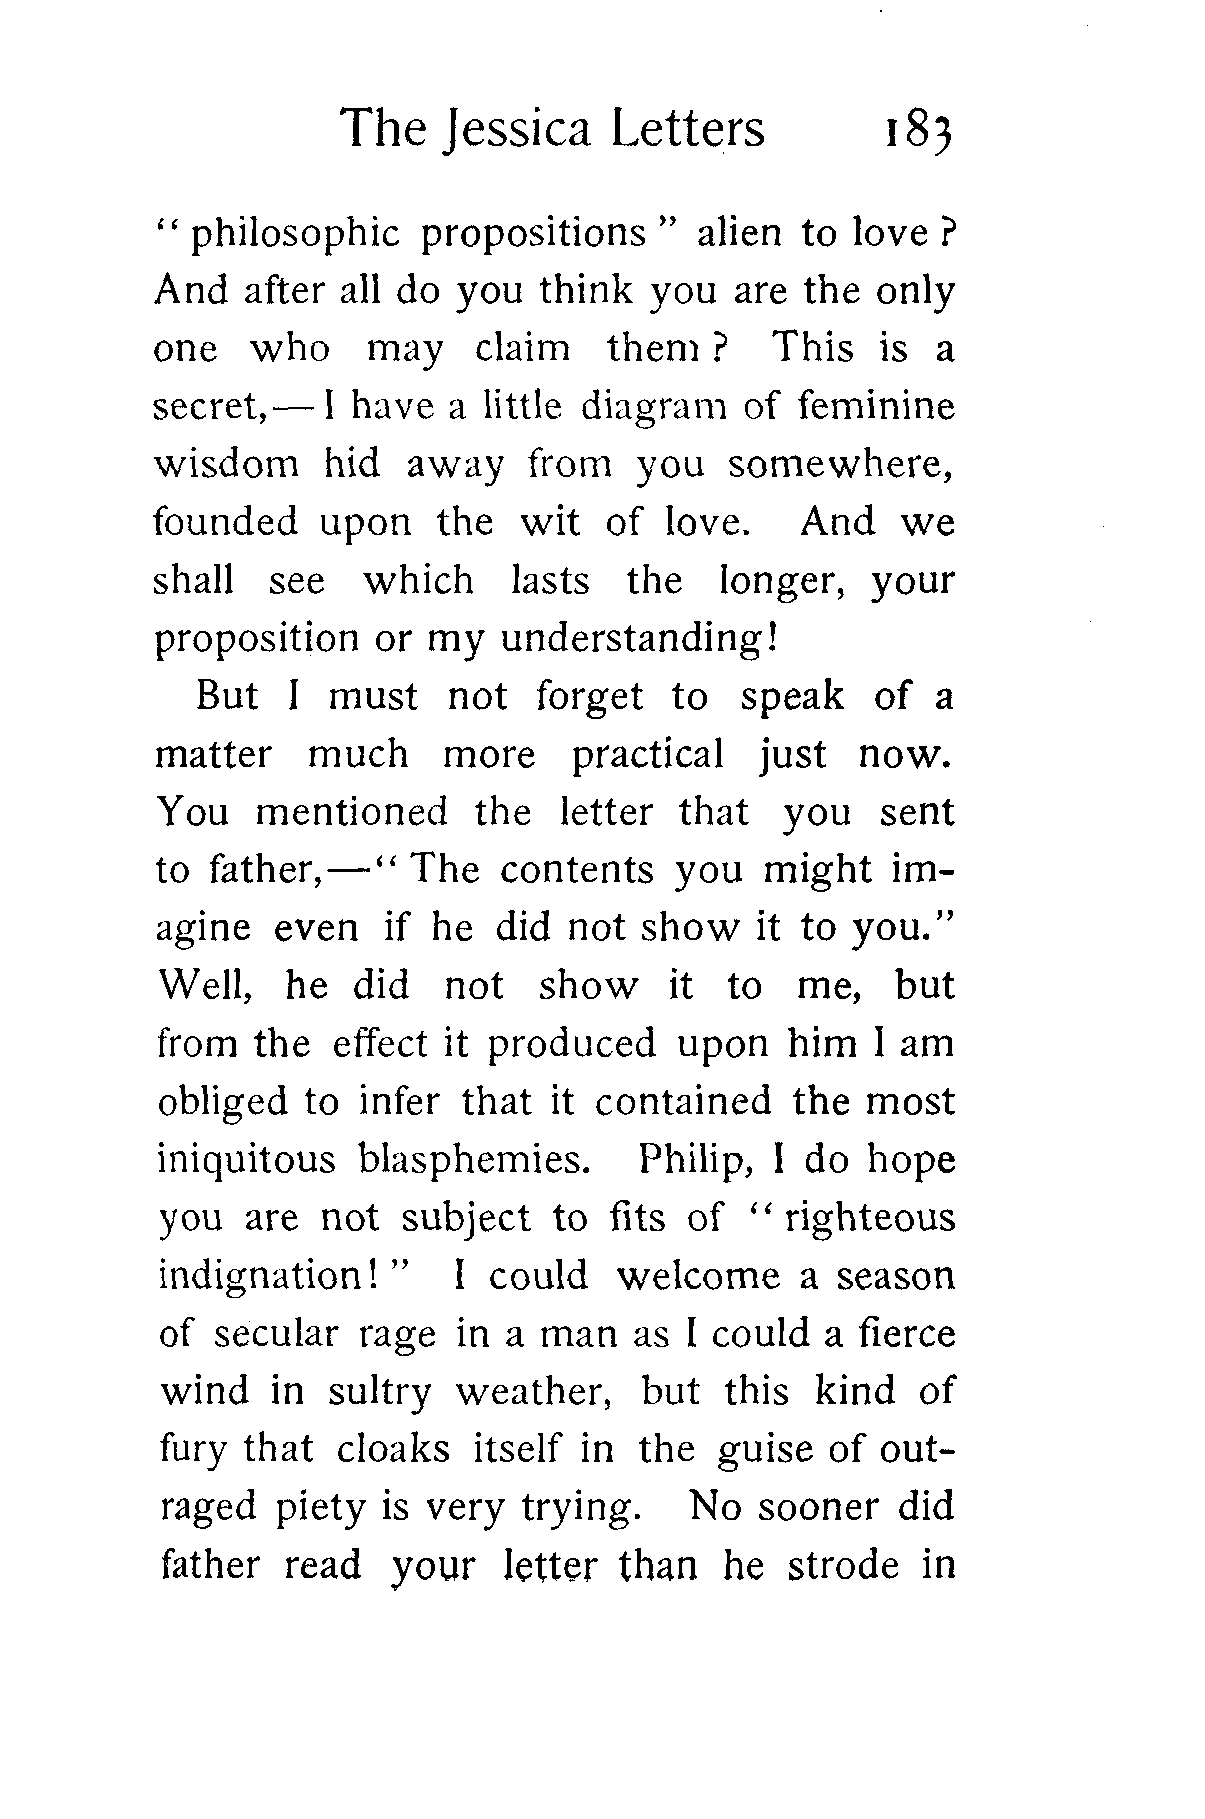 The Jessica Letters 183
“ philosophic propositions ” alien to love ?
And after all do you think you are the only
one who may claim them ? This is a
secret,— I have a little diagram of feminine
wisdom hid away from you somewhere,
founded upon the wit of love. And we
shall see which lasts the longer, your
proposition or my understanding!
But I must not forget to speak of a
matter much more practical just now.
You mentioned the letter that you sent
to father,—“ The contents you might im-
agine even if he did not show it to you.”
Well, he did not show it to me, but
from the effect it produced upon him I am
obliged to infer that it contained the most
iniquitous blasphemies. Philip, I do hope
you are not subject to fits of “ righteous
indignation! ” I could welcome a season
of secular rage in a man as I could a fierce
wind in sultry weather, but this kind of
fury that cloaks itself in the guise of out-
raged piety is very trying. No sooner did
father read your letter than he strode in